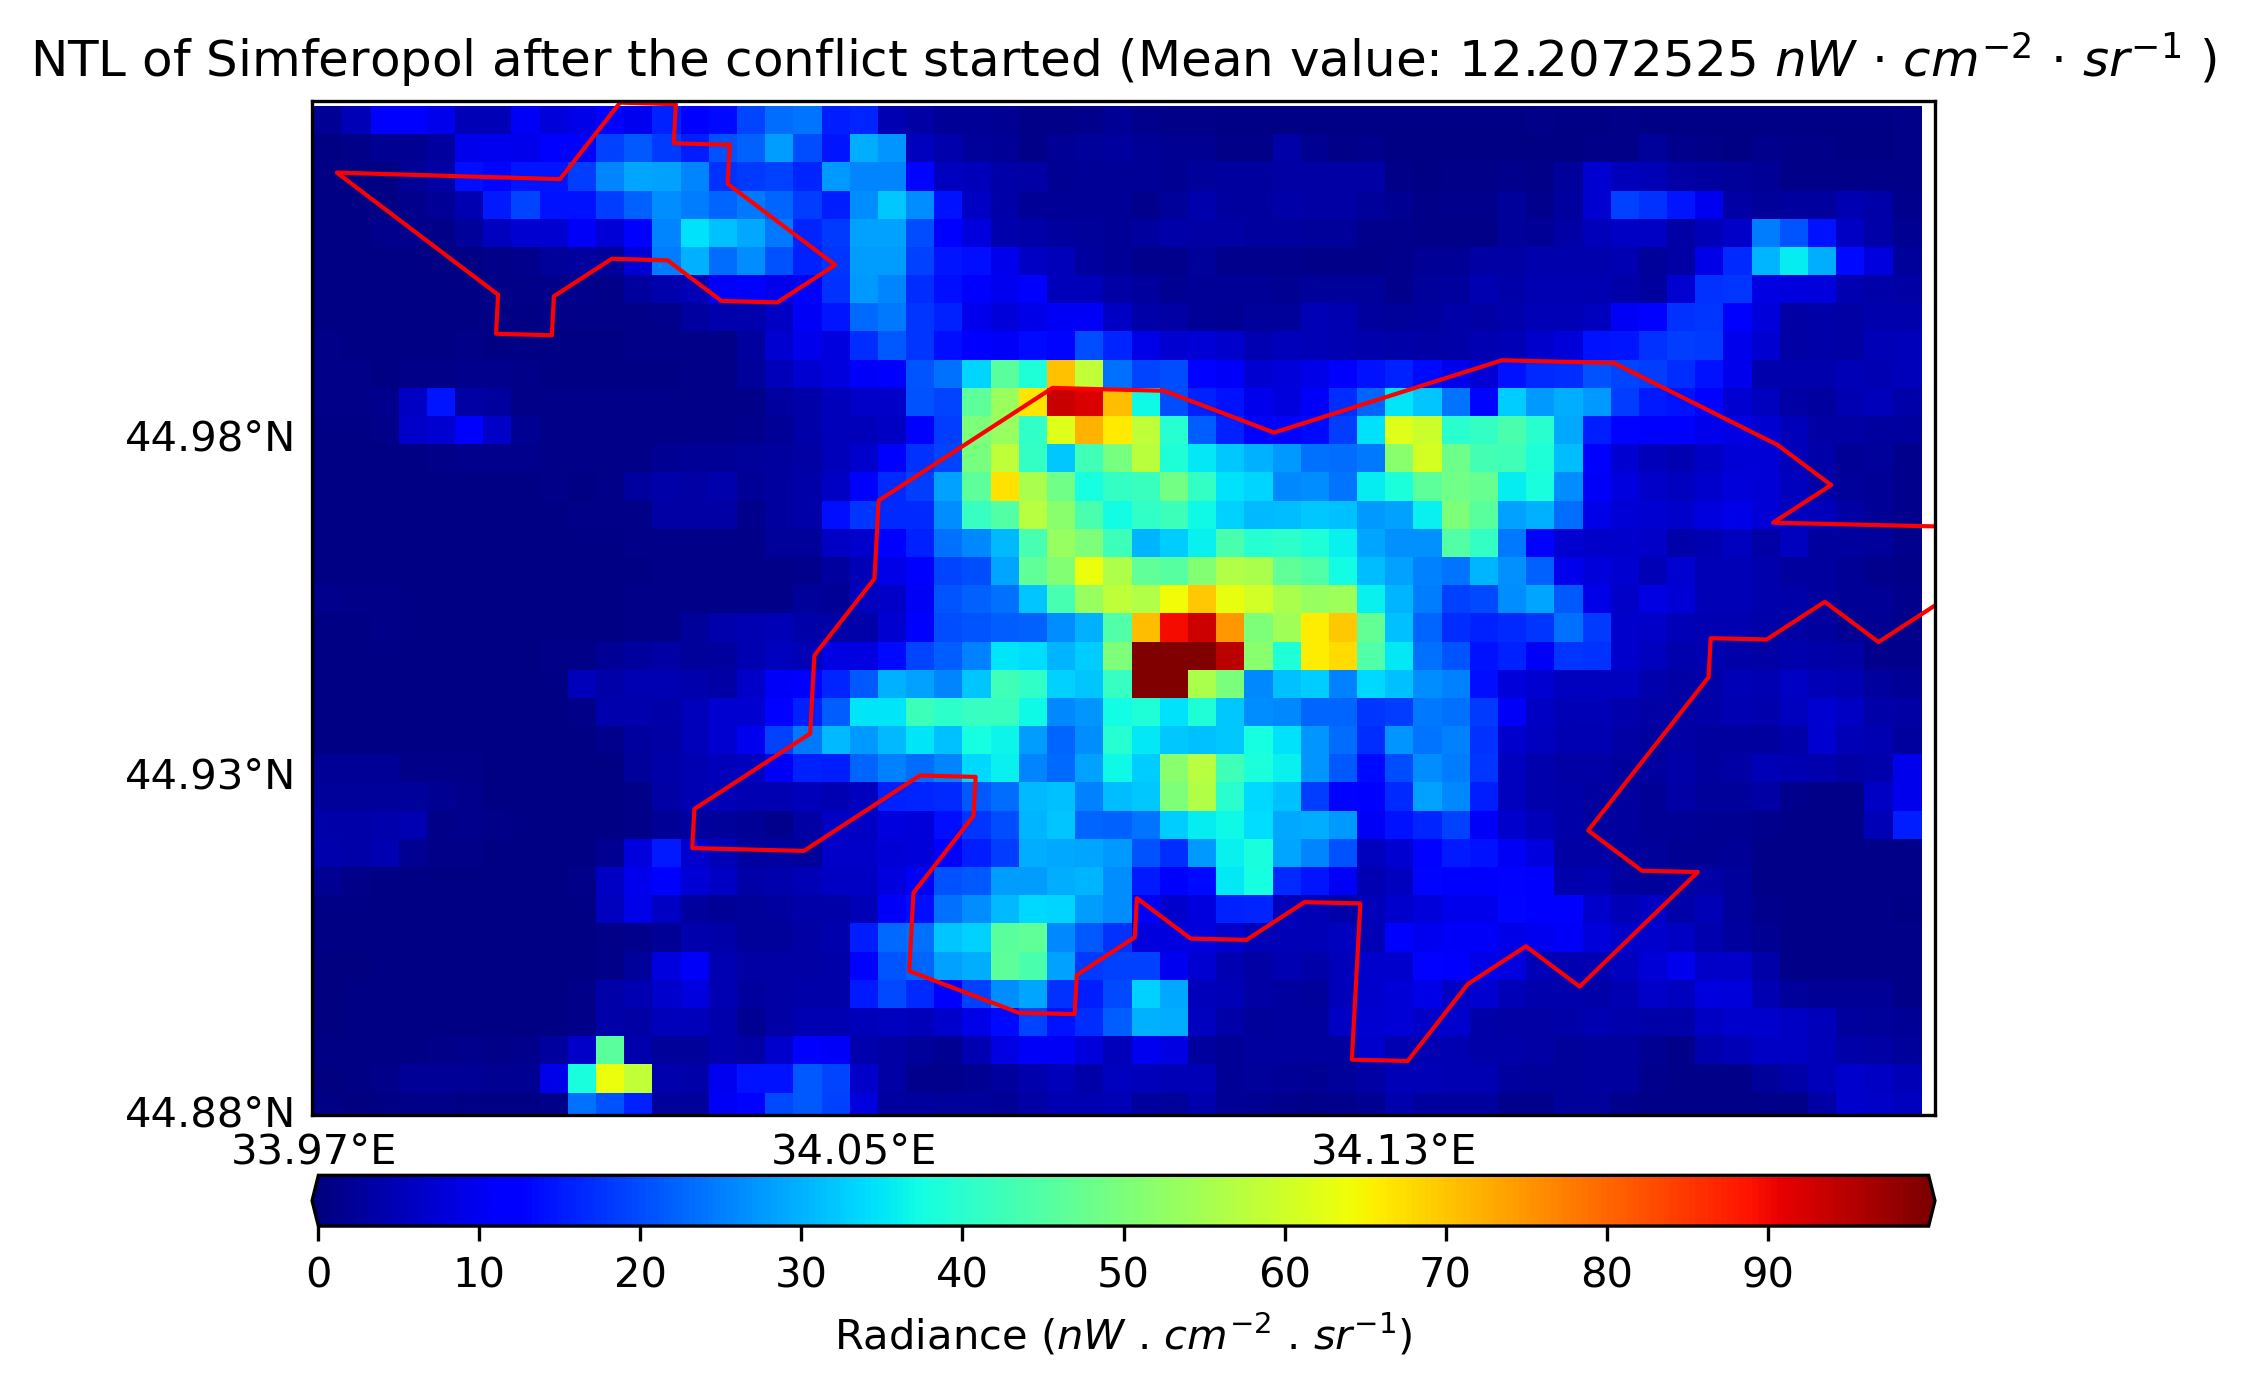 NTL of Simferopol after the conflict started (Mean value: 12.2072525 nW · cm⁻² · sr⁻¹ )
44.98°N
44.93°N
44.88°N
33.97°E 34.05°E 34.13°E
0 10 20 30 40 50 60 70 80 90
Radiance (nW . cm⁻² . sr⁻¹)